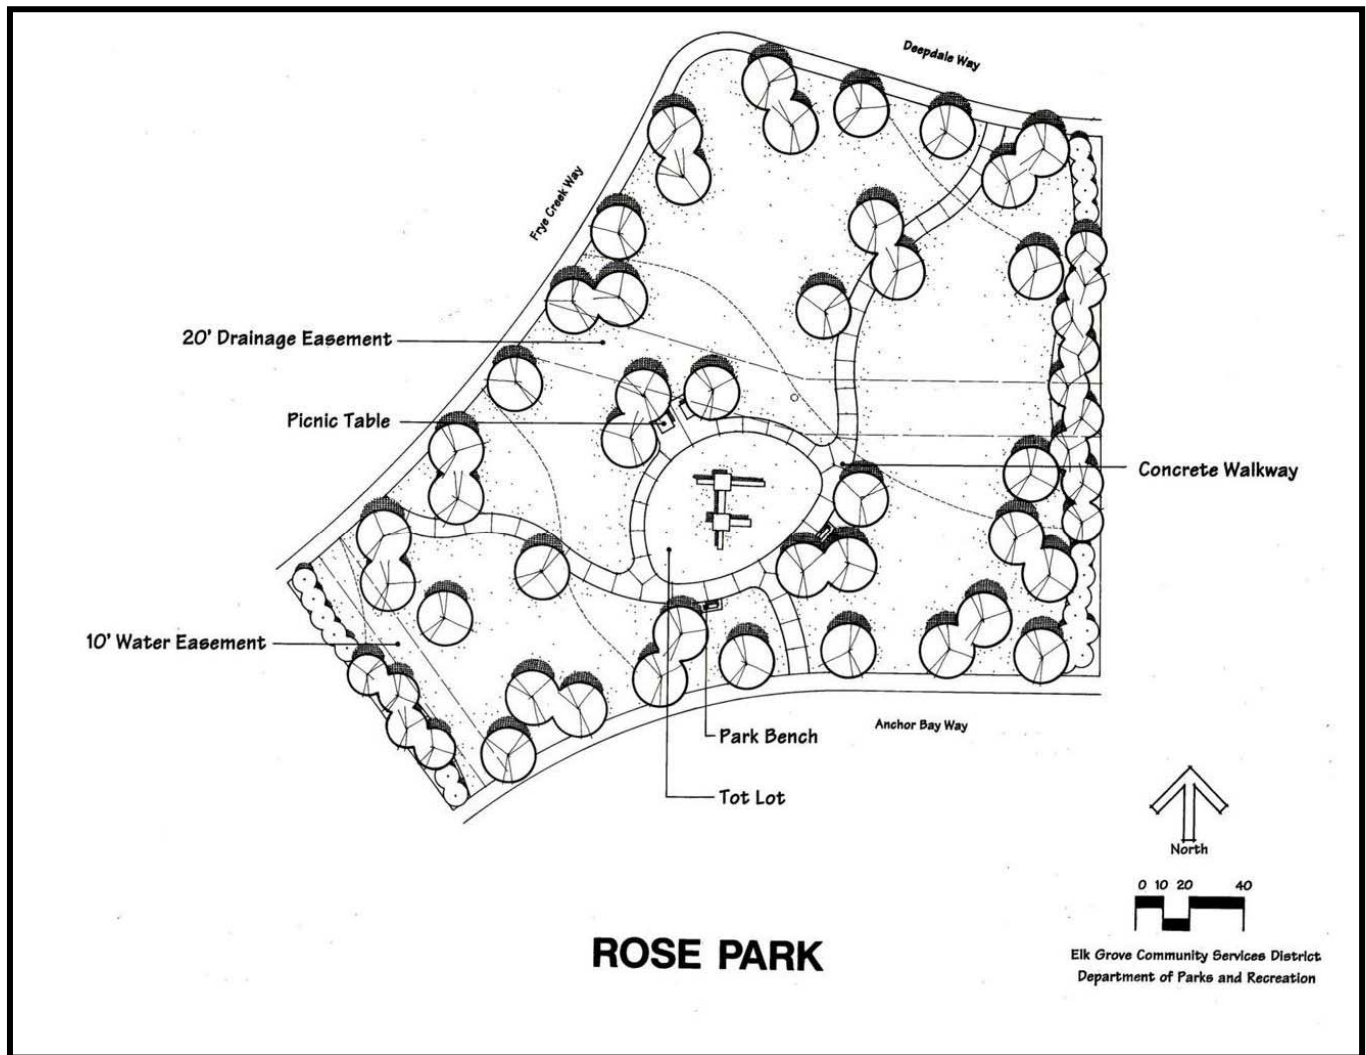 Deepdale Way
Frye Creek Way
20' Drainage Easement
Picnic Table
Concrete Walkway
10' Water Easement
Anchor Bay Way
Park Bench
Tot Lot
North
0 10 20 40
ROSE PARK
Elk Grove Community Services District
Department of Parks and Recreation